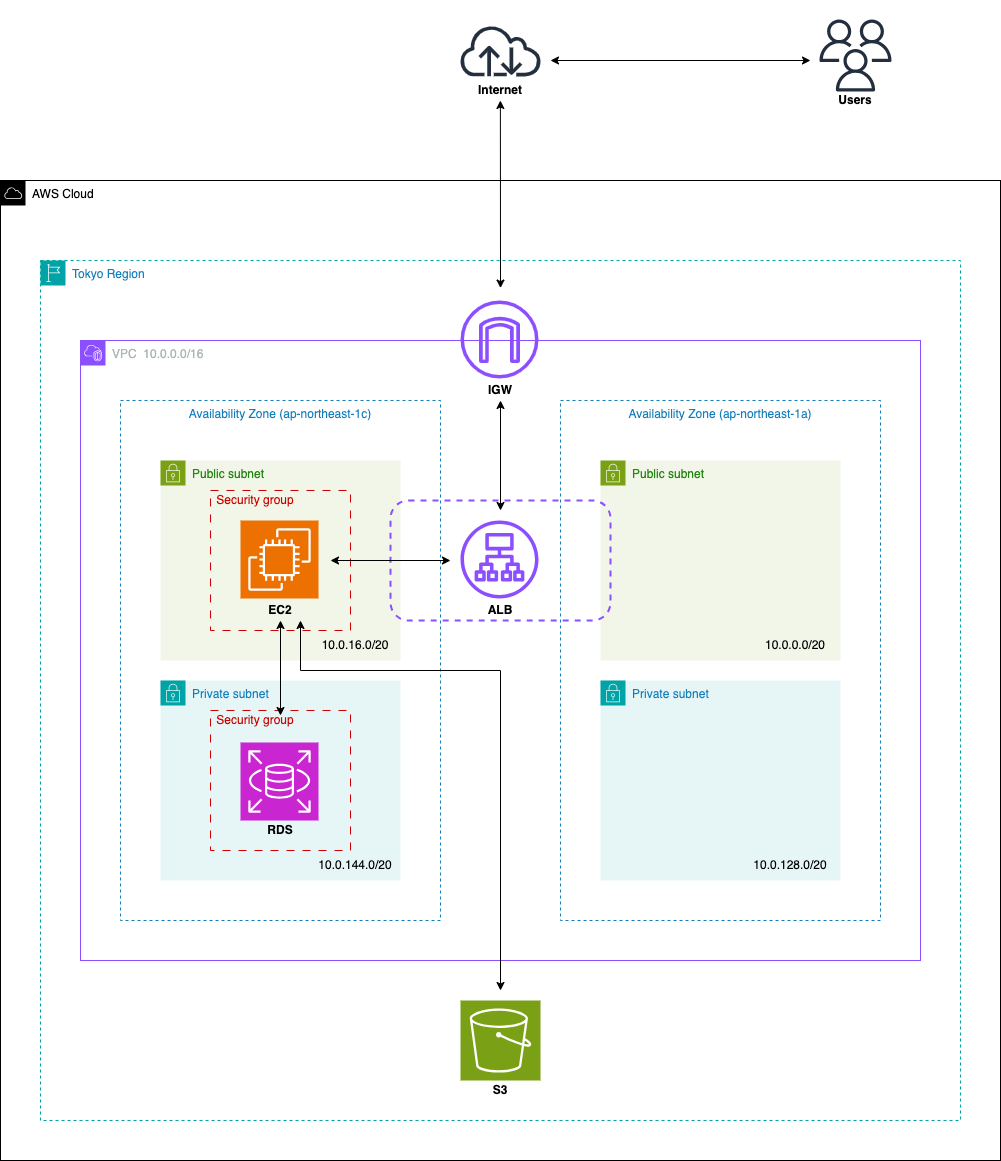 Internet
Users
AWS Cloud
Tokyo Region
VPC 10.0.0.0/16
IGW
Availability Zone (ap-northeast-1c)
Availability Zone (ap-northeast-1a)
Public subnet
Public subnet
Security group
EC2
ALB
10.0.16.0/20
10.0.0.0/20
Private subnet
Private subnet
Security group
RDS
10.0.144.0/20
10.0.128.0/20
S3